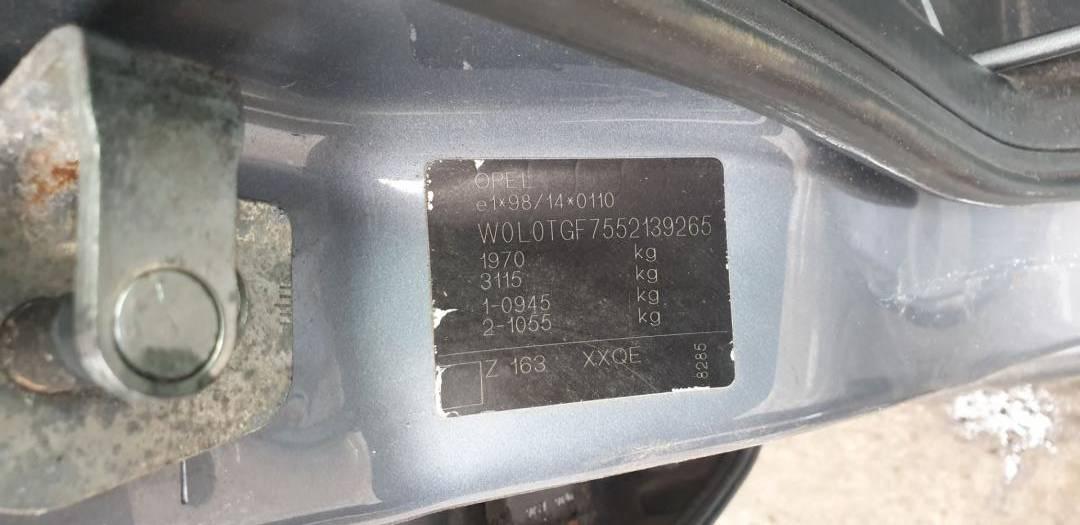 OPEL
e1*98/14*0110
W0L0TGF7552139265
1970 kg
3115 kg
1-0945 kg
2-1055 kg
Z 163 XXQE
8285